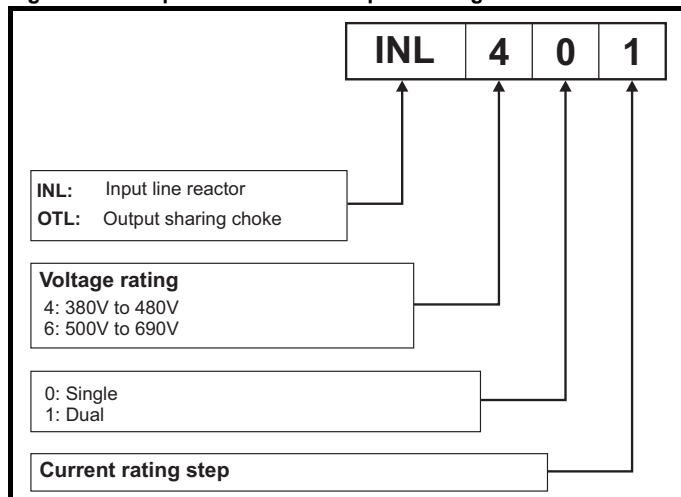 INL 4 0 1
INL: Input line reactor
OTL: Output sharing choke
Voltage rating
4: 380V to 480V
6: 500V to 690V
0: Single
1: Dual
Current rating step